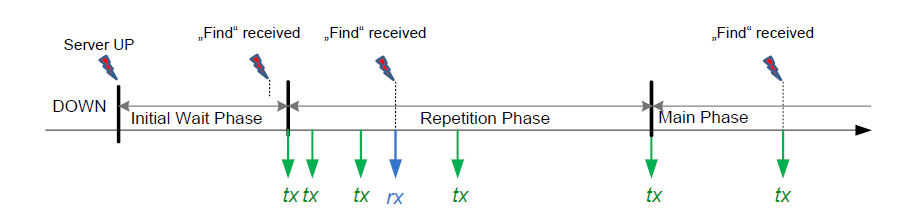 Server UP
„Find“ received
„Find“ received
„Find“ received
DOWN
Initial Wait Phase
Repetition Phase
Main Phase
tx
tx
tx
rx
tx
tx
tx